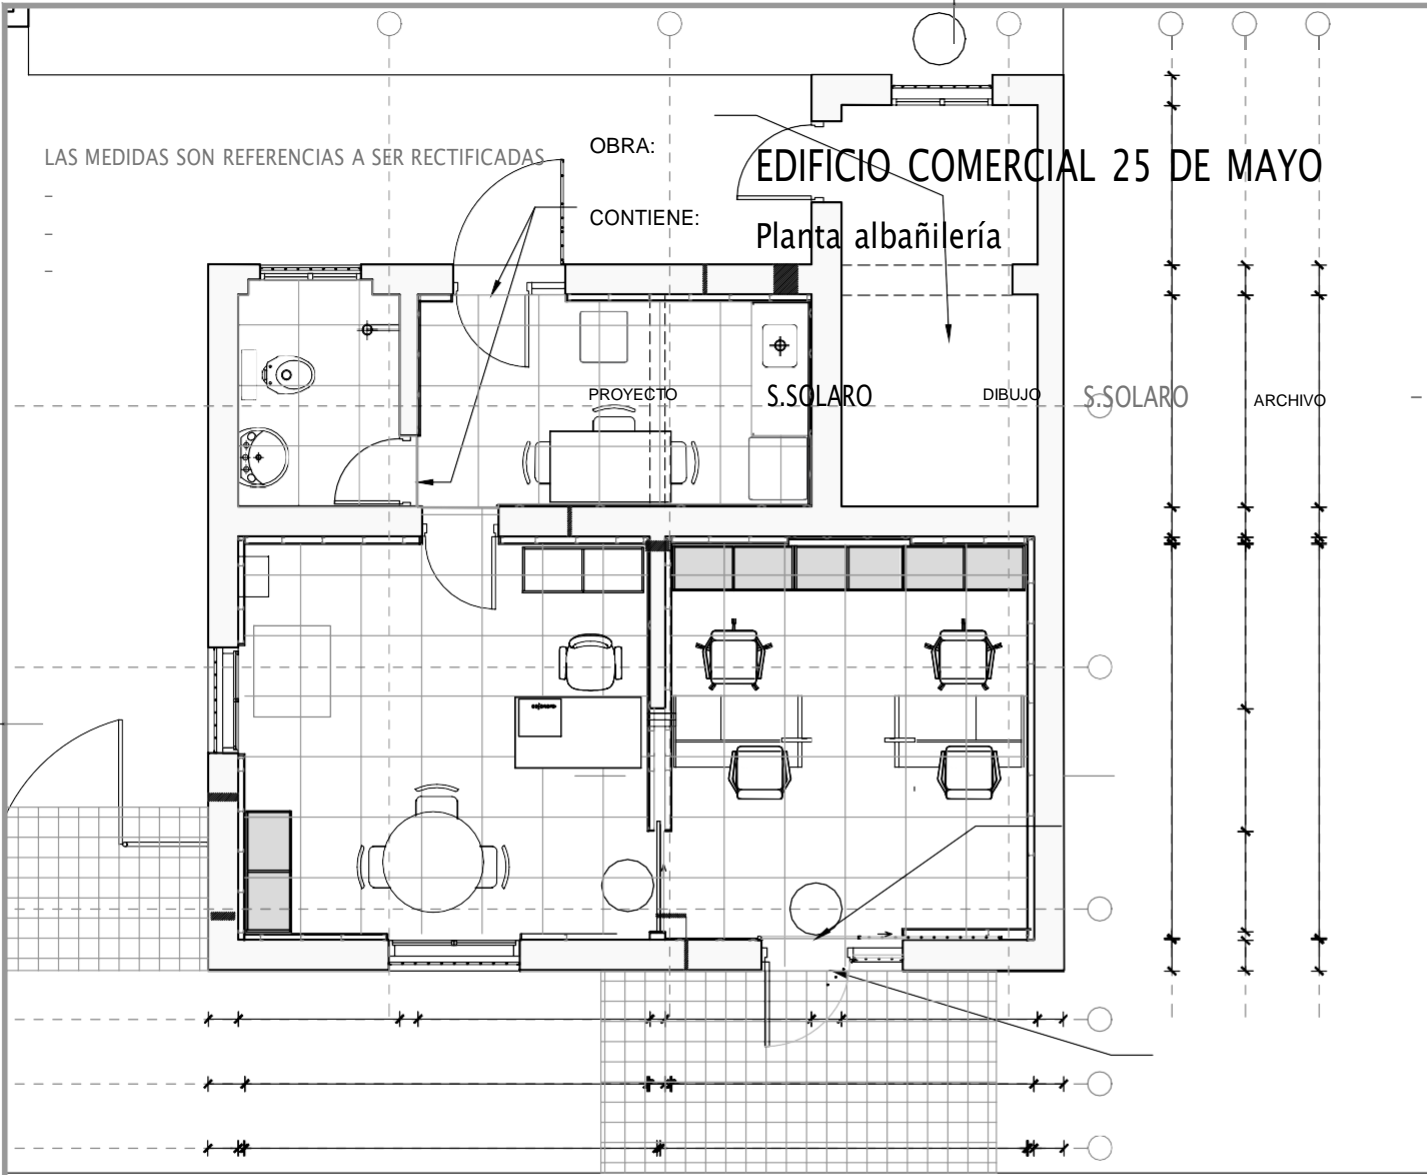 LAS MEDIDAS SON REFERENCIAS A SER RECTIFICADAS
OBRA:
EDIFICIO COMERCIAL 25 DE MAYO
CONTIENE:
Planta albañilería
PROYECTO
S.SOLARO
DIBUJO
S.SOLARO
ARCHIVO